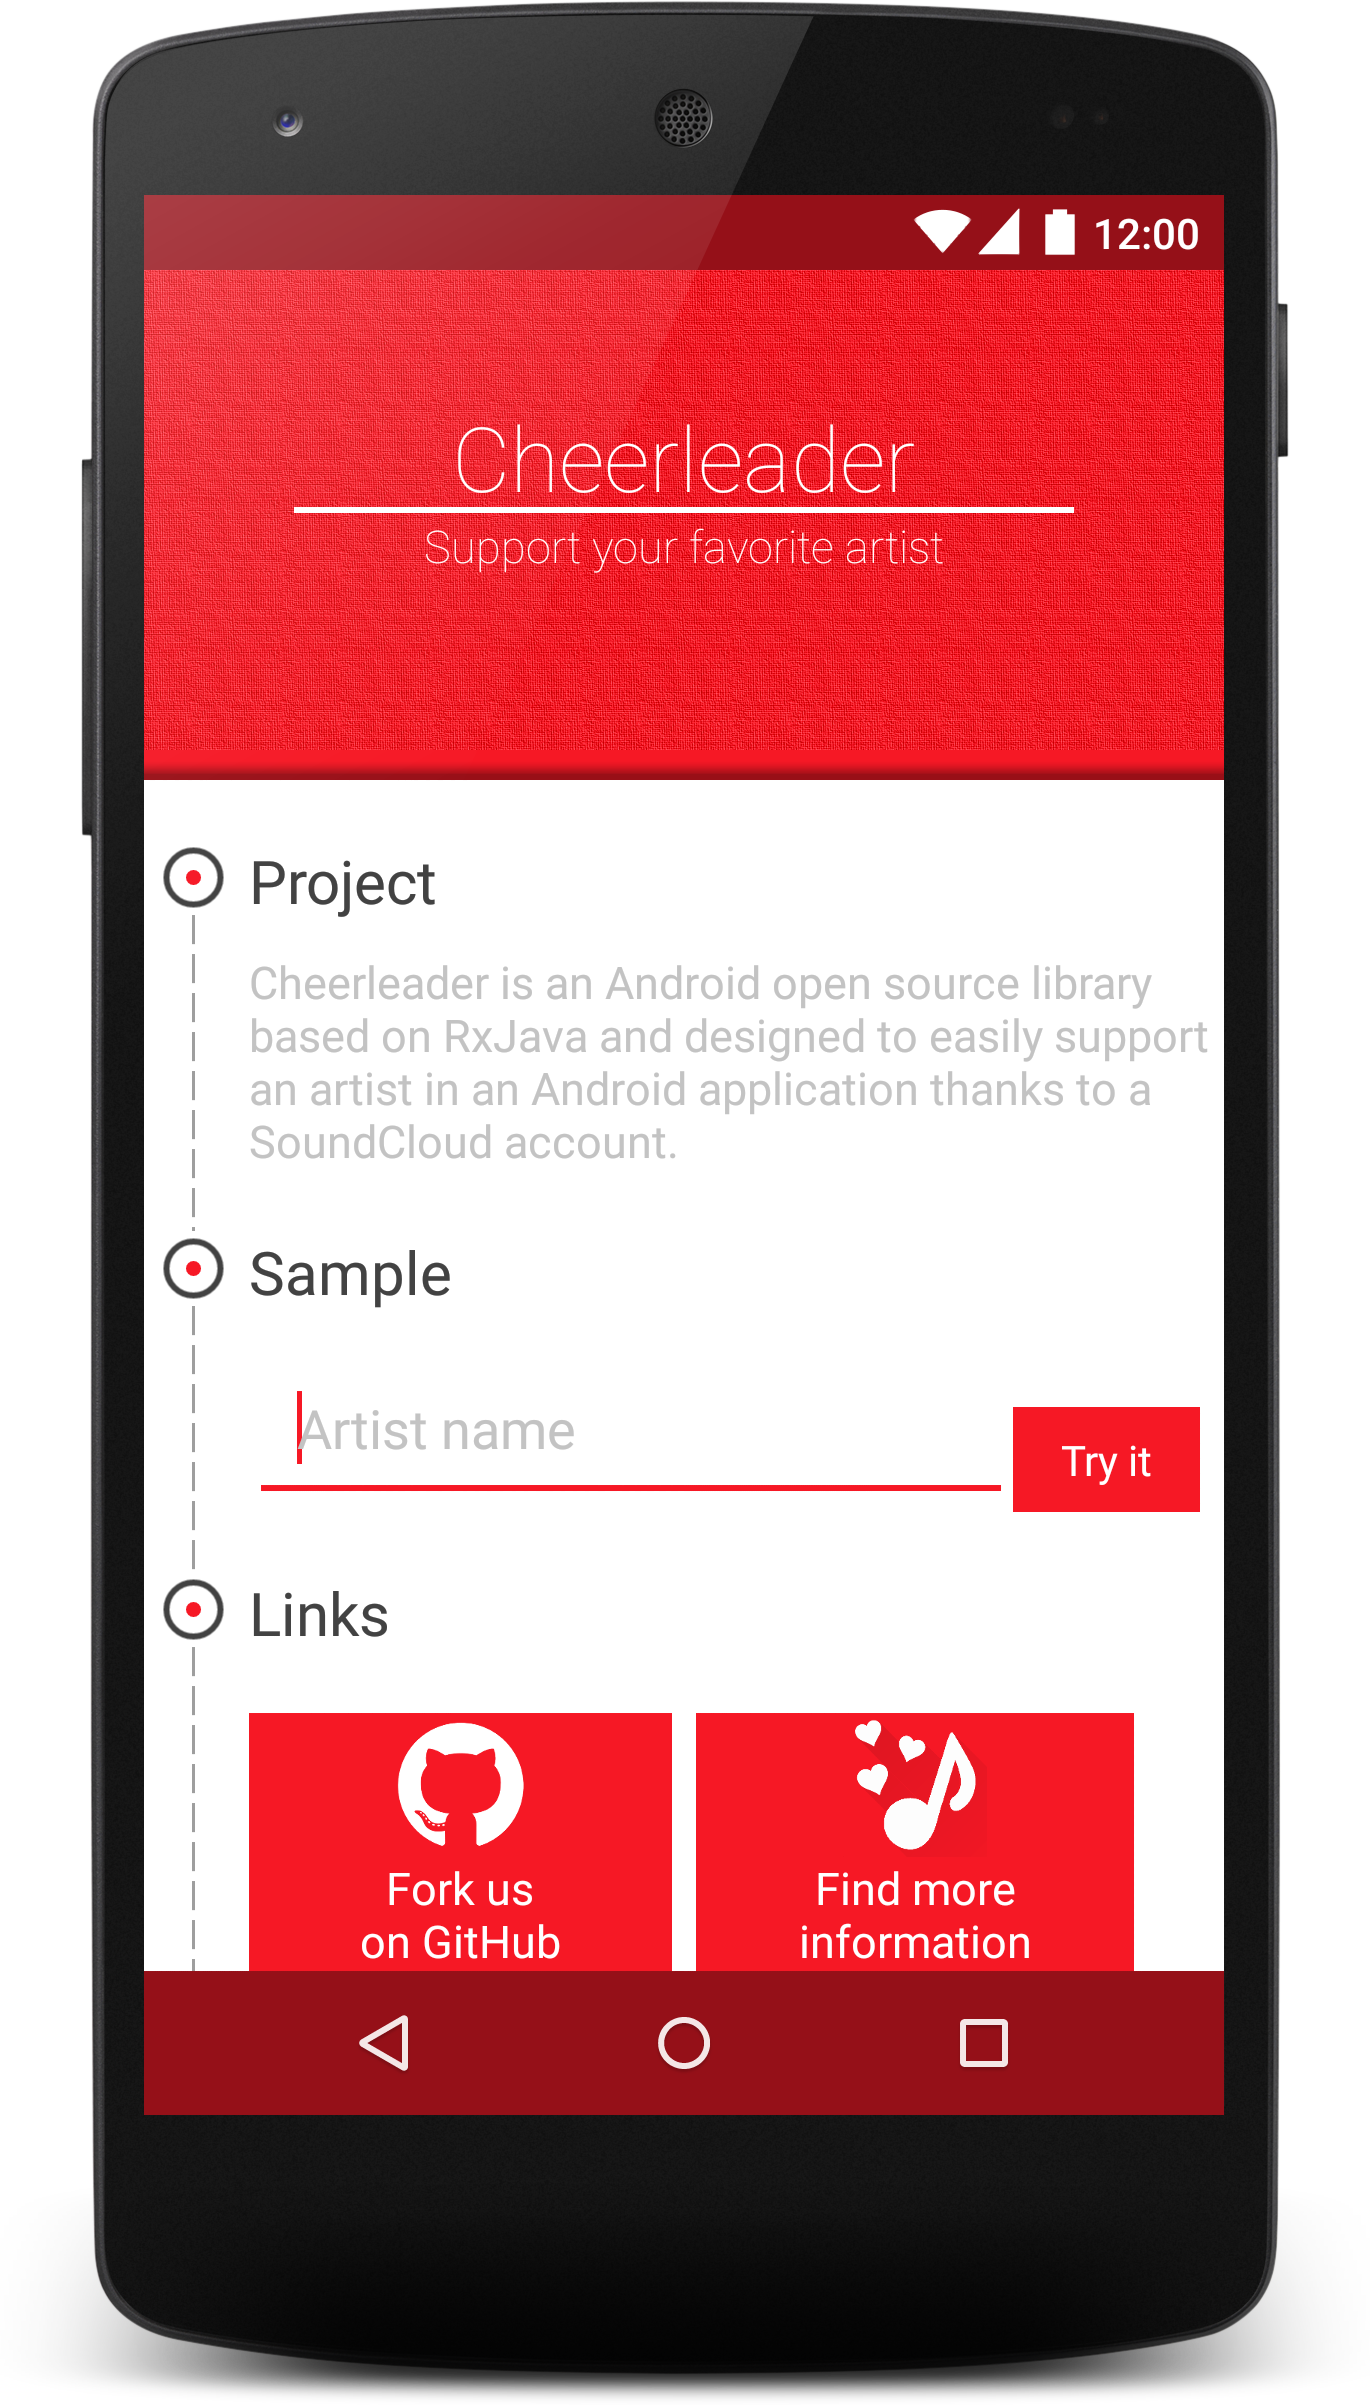 12:00
Cheerleader
Support your favorite artist
Project
Cheerleader is an Android open source library
based on RxJava and designed to easily support
an artist in an Android application thanks to a
SoundCloud account.
Sample
Artist name
Try it
Links
Fork us
on GitHub
Find more
information